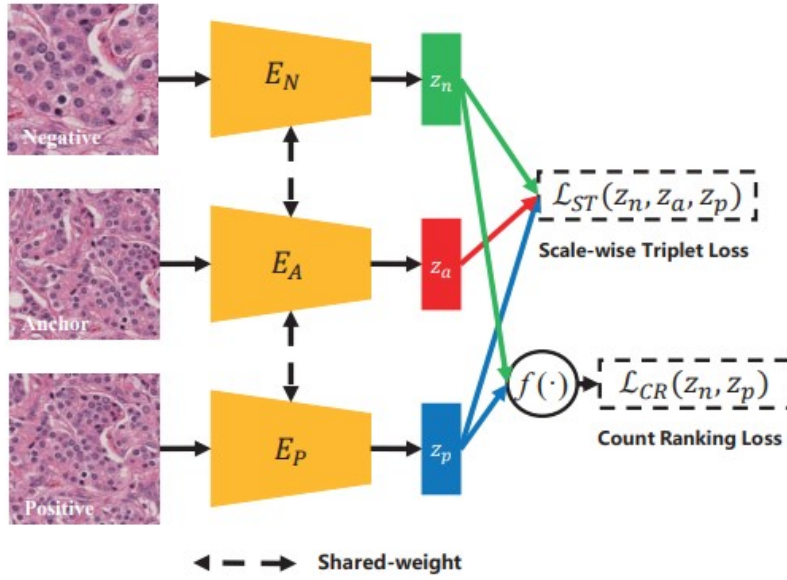 Negative
E_N
z_n
L_ST(z_n, z_a, z_p)
Scale-wise Triplet Loss
Anchor
E_A
z_a
f(·)
L_CR(z_n, z_p)
Count Ranking Loss
Positive
E_P
z_p
Shared-weight